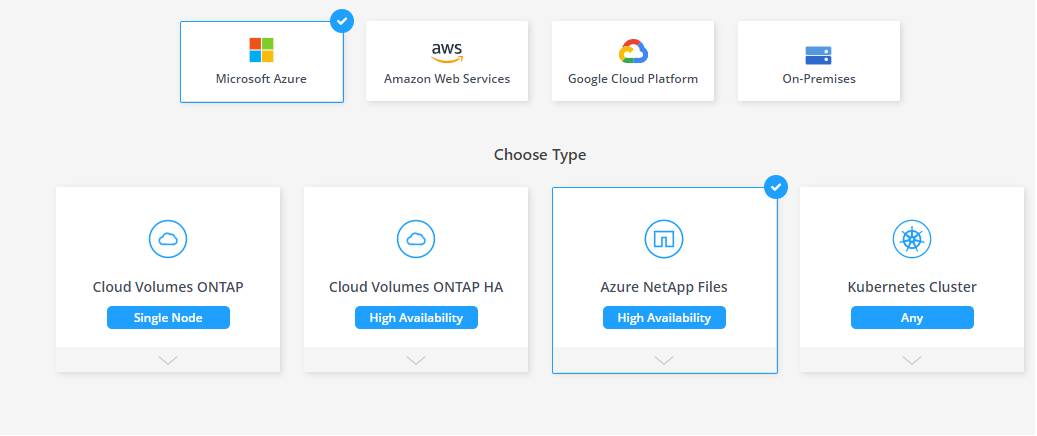 aws
Microsoft Azure
Amazon Web Services
Google Cloud Platform
On-Premises
Choose Type
Cloud Volumes ONTAP
Cloud Volumes ONTAP HA
Azure NetApp Files
Kubernetes Cluster
Single Node
High Availability
High Availability
Any